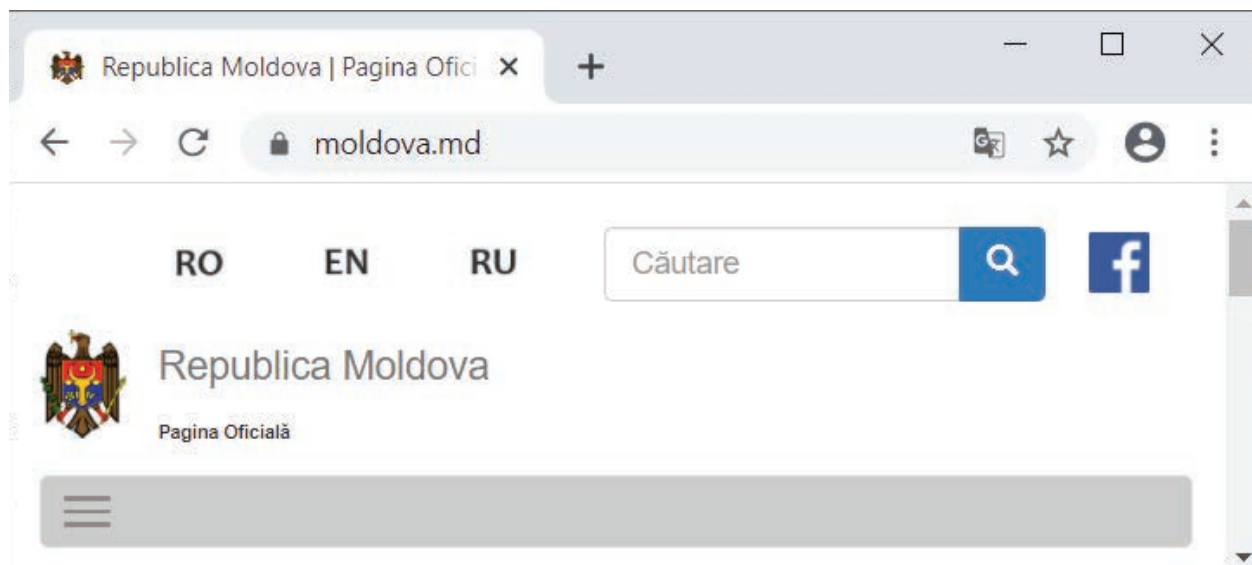 Republica Moldova | Pagina Ofici
moldova.md
RO EN RU Căutare
Republica Moldova
Pagina Oficială